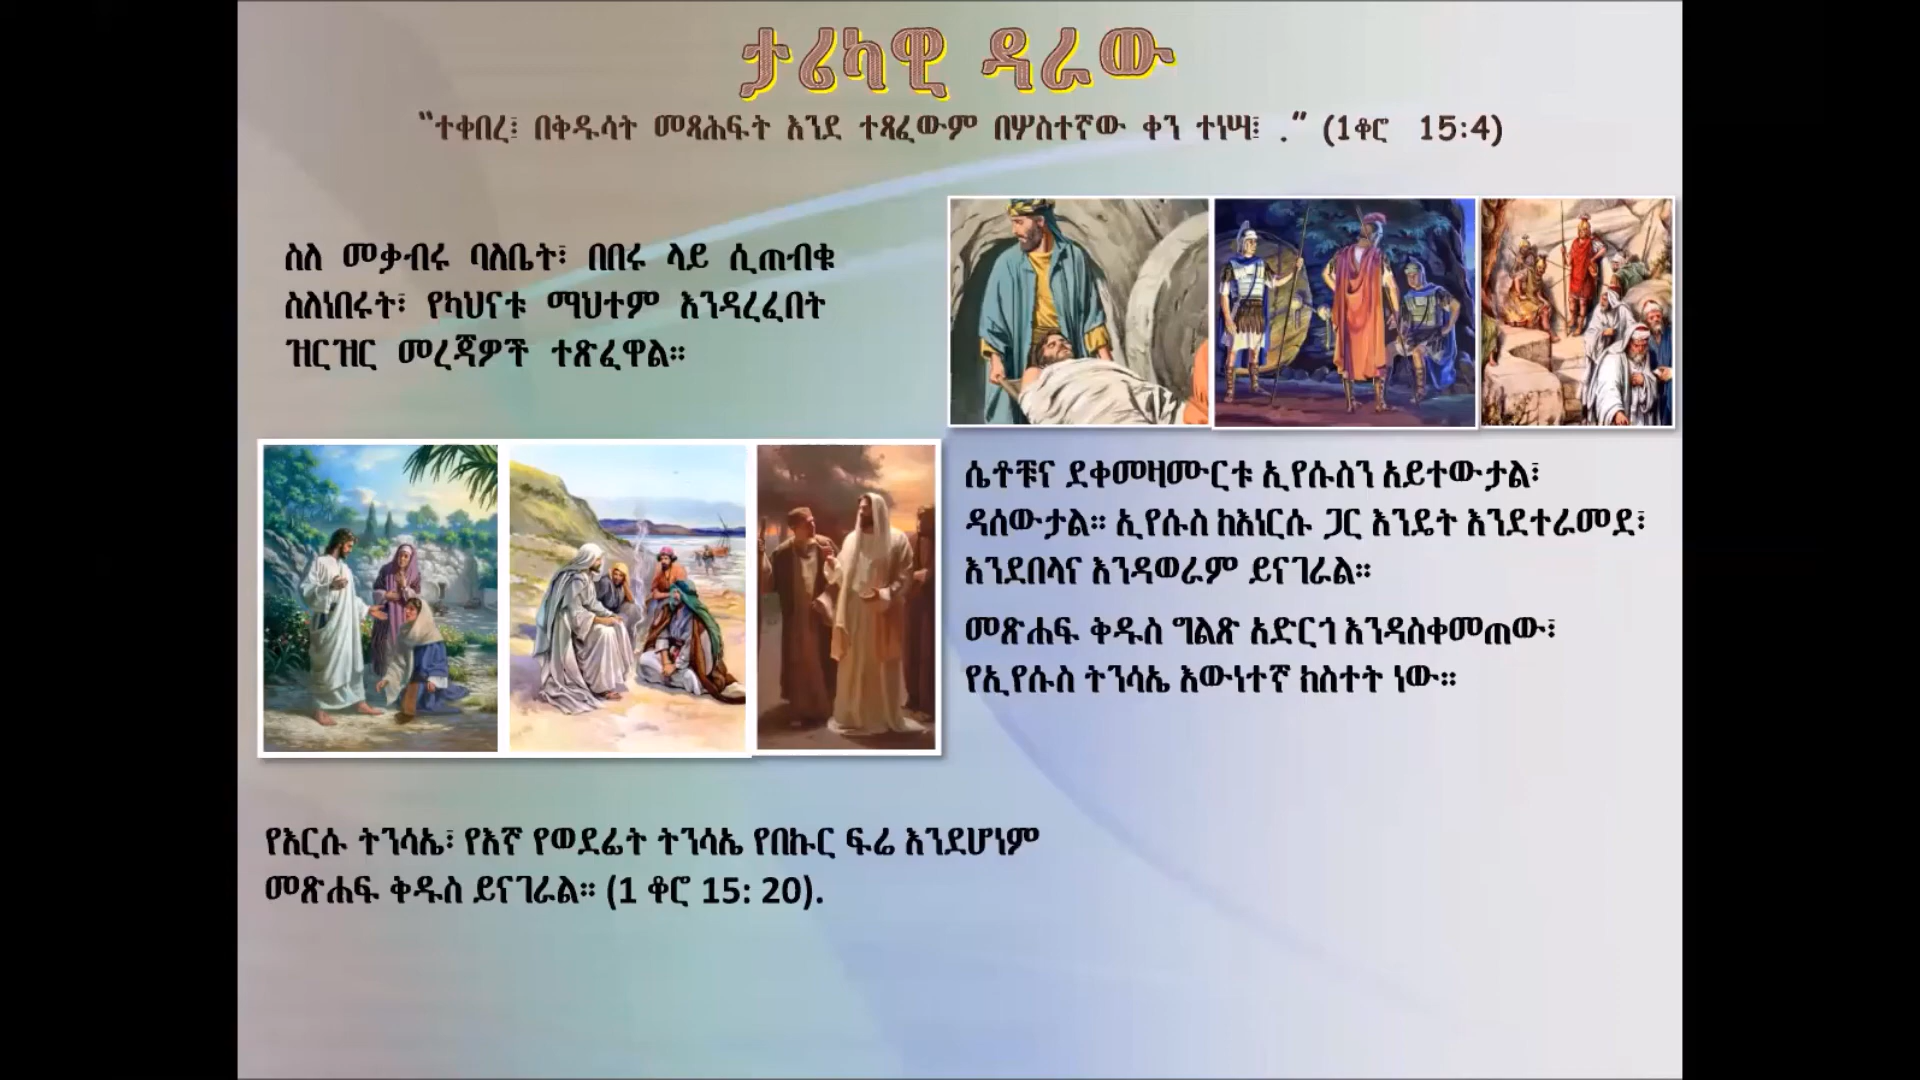 ታሪካዊ ዳራው
“ተቀበረ፤ በቅዱሳት መጻሕፍት እንደ ተጻፈውም በሦስተኛው ቀን ተነሣ፤ .” (1ቆሮ 15:4)
ስለ መቃብሩ ባለቤት፣ በበሩ ላይ ሲጠብቁ
ስለነበሩት፣ የካህናቱ ማህተም እንዳረፈበት
ዝርዝር መረጃዎች ተጽፈዋል።
ሴቶቹና ደቀመዛሙርቱ ኢየሱስን አይተውታል፣
ዳሰውታል። ኢየሱስ ከእነርሱ ጋር እንዴት እንደተራመደ፣
እንደበላና እንዳወራም ይናገራል።
መጽሐፍ ቅዱስ ግልጽ አድርጎ እንዳስቀመጠው፣
የኢየሱስ ትንሳኤ እውነተኛ ክስተት ነው።
የእርሱ ትንሳኤ፣ የእኛ የወደፊት ትንሳኤ የበኩር ፍሬ እንደሆነም
መጽሐፍ ቅዱስ ይናገራል። (1 ቆሮ 15: 20).